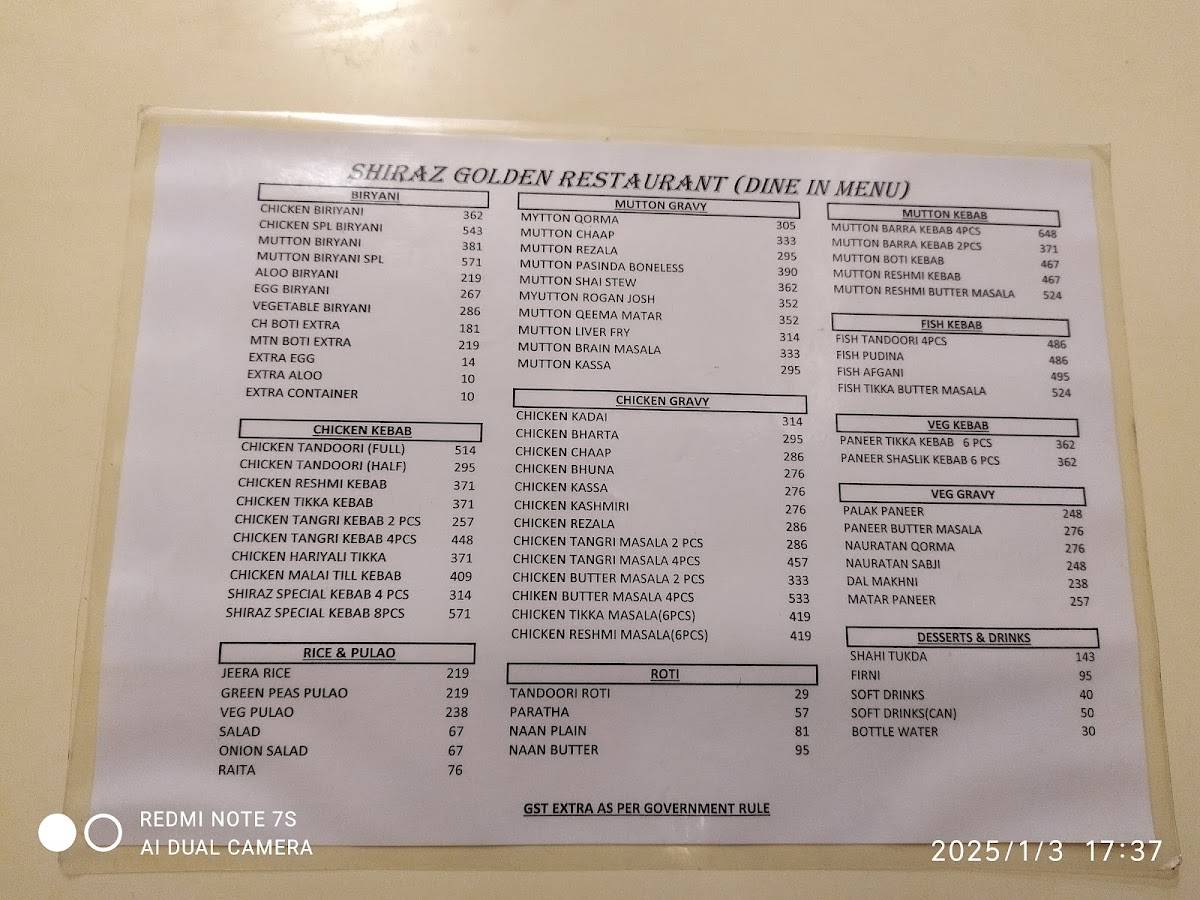 SHIRAZ GOLDEN RESTAURANT (DINE IN MENU)
BIRYANI
CHICKEN BIRIYANI 362
CHICKEN SPL BIRYANI 543
MUTTON BIRYANI 381
MUTTON BIRYANI SPL 571
ALOO BIRYANI 219
EGG BIRYANI 267
VEGETABLE BIRYANI 286
CH BOTI EXTRA 181
MTN BOTI EXTRA 219
EXTRA EGG 14
EXTRA ALOO 10
EXTRA CONTAINER 10
CHICKEN KEBAB
CHICKEN TANDOORI (FULL) 514
CHICKEN TANDOORI (HALF) 295
CHICKEN RESHMI KEBAB 371
CHICKEN TIKKA KEBAB 371
CHICKEN TANGRI KEBAB 2 PCS 257
CHICKEN TANGRI KEBAB 4PCS 448
CHICKEN HARIYALI TIKKA 371
CHICKEN MALAI TILL KEBAB 409
SHIRAZ SPECIAL KEBAB 4 PCS 314
SHIRAZ SPECIAL KEBAB 8PCS 571
RICE & PULAO
JEERA RICE 219
GREEN PEAS PULAO 219
VEG PULAO 238
SALAD 67
ONION SALAD 67
RAITA 76
MUTTON GRAVY
MYTTON QORMA 305
MUTTON CHAAP 333
MUTTON REZALA 295
MUTTON PASINDA BONELESS 390
MUTTON SHAI STEW 362
MYUTTON ROGAN JOSH 352
MUTTON QEEMA MATAR 352
MUTTON LIVER FRY 314
MUTTON BRAIN MASALA 333
MUTTON KASSA 295
CHICKEN GRAVY
CHICKEN KADAI 314
CHICKEN BHARTA 295
CHICKEN CHAAP 286
CHICKEN BHUNA 276
CHICKEN KASSA 276
CHICKEN KASHMIRI 276
CHICKEN REZALA 286
CHICKEN TANGRI MASALA 2 PCS 286
CHICKEN TANGRI MASALA 4PCS 457
CHICKEN BUTTER MASALA 2 PCS 333
CHIKEN BUTTER MASALA 4PCS 533
CHICKEN TIKKA MASALA(6PCS) 419
CHICKEN RESHMI MASALA(6PCS) 419
ROTI
TANDOORI ROTI 29
PARATHA 57
NAAN PLAIN 81
NAAN BUTTER 95
MUTTON KEBAB
MUTTON BARRA KEBAB 4PCS 648
MUTTON BARRA KEBAB 2PCS 371
MUTTON BOTI KEBAB 467
MUTTON RESHMI KEBAB 467
MUTTON RESHMI BUTTER MASALA 524
FISH KEBAB
FISH TANDOORI 4PCS 486
FISH PUDINA 486
FISH AFGANI 495
FISH TIKKA BUTTER MASALA 524
VEG KEBAB
PANEER TIKKA KEBAB 6 PCS 362
PANEER SHASLIK KEBAB 6 PCS 362
VEG GRAVY
PALAK PANEER 248
PANEER BUTTER MASALA 276
NAURATAN QORMA 276
NAURATAN SABJI 248
DAL MAKHNI 238
MATAR PANEER 257
DESSERTS & DRINKS
SHAHI TUKDA 143
FIRNI 95
SOFT DRINKS 40
SOFT DRINKS(CAN) 50
BOTTLE WATER 30
GST EXTRA AS PER GOVERNMENT RULE
REDMI NOTE 7S
AI DUAL CAMERA
2025/1/3 17:37